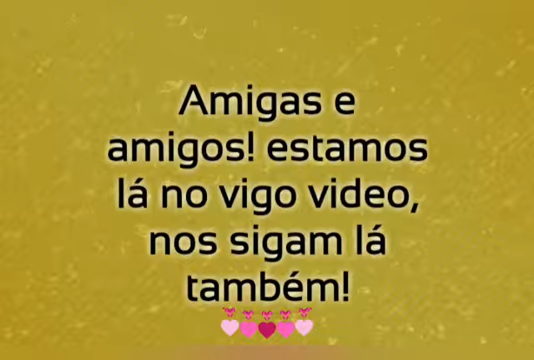 Amigas e
amigos! estamos
lá no vigo video,
nos sigam lá
também!